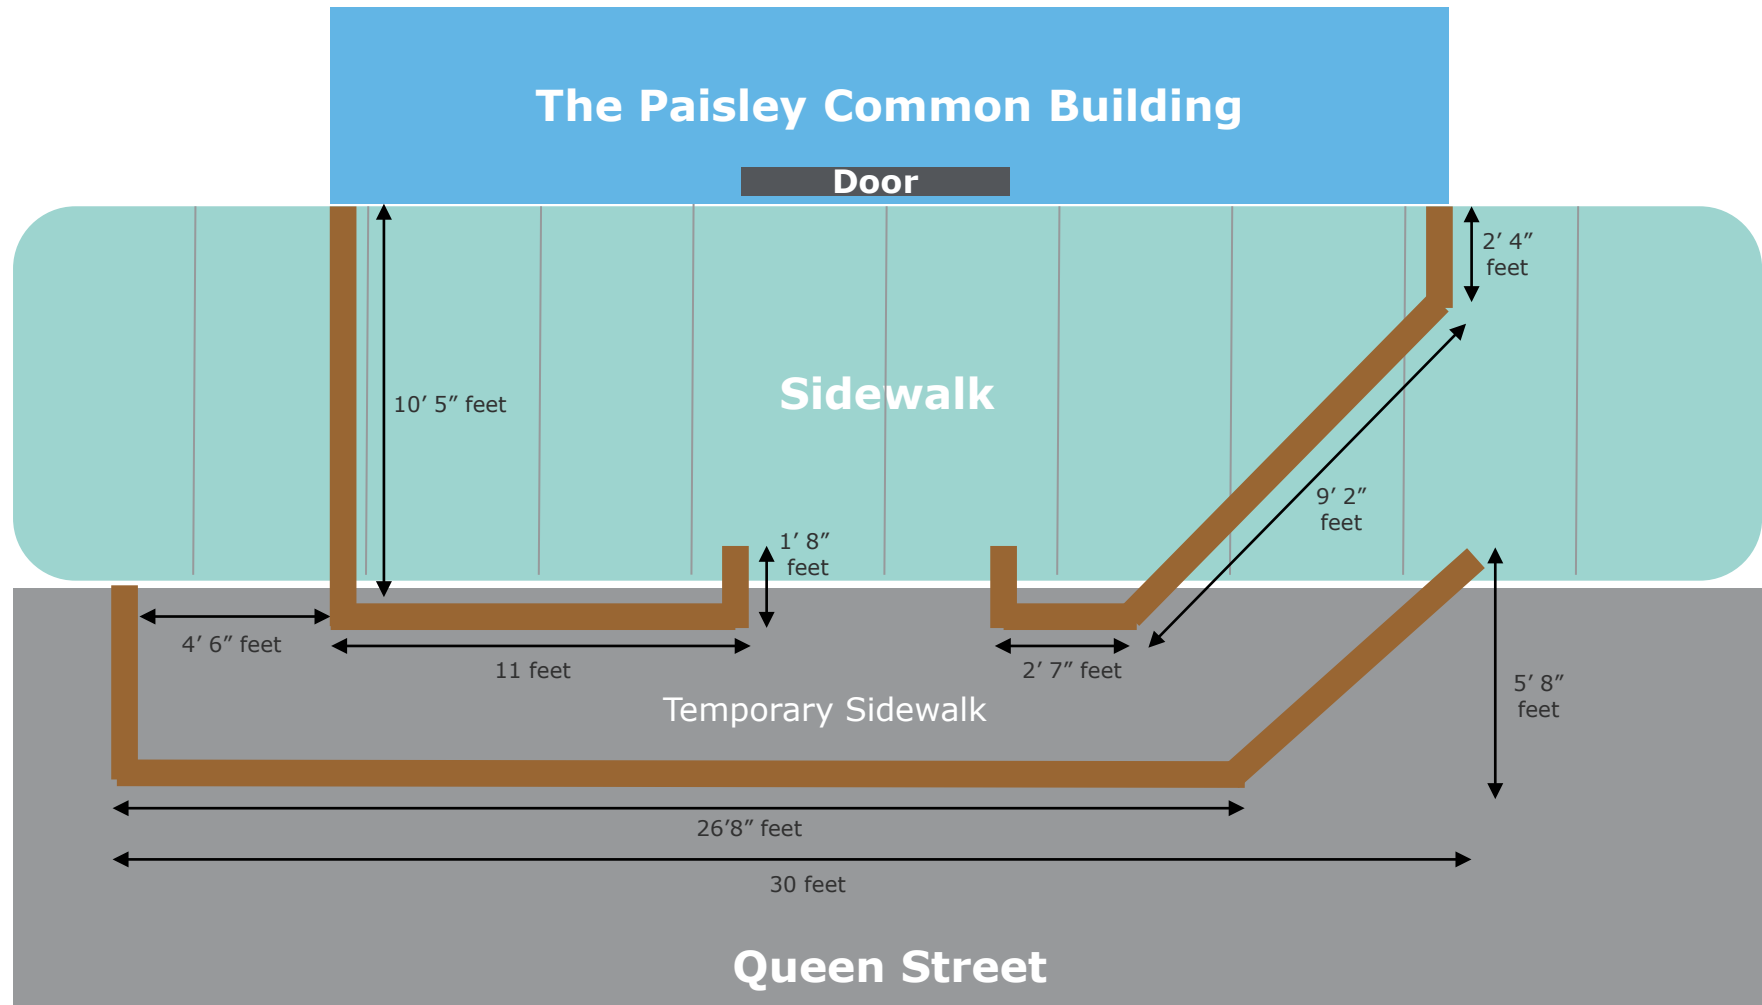 The Paisley Common Building
Door
2’ 4”
feet
Sidewalk
10’ 5” feet
9’ 2”
feet
1’ 8”
feet
4’ 6” feet
11 feet
2’ 7” feet
5’ 8”
feet
Temporary Sidewalk
26’8” feet
30 feet
Queen Street